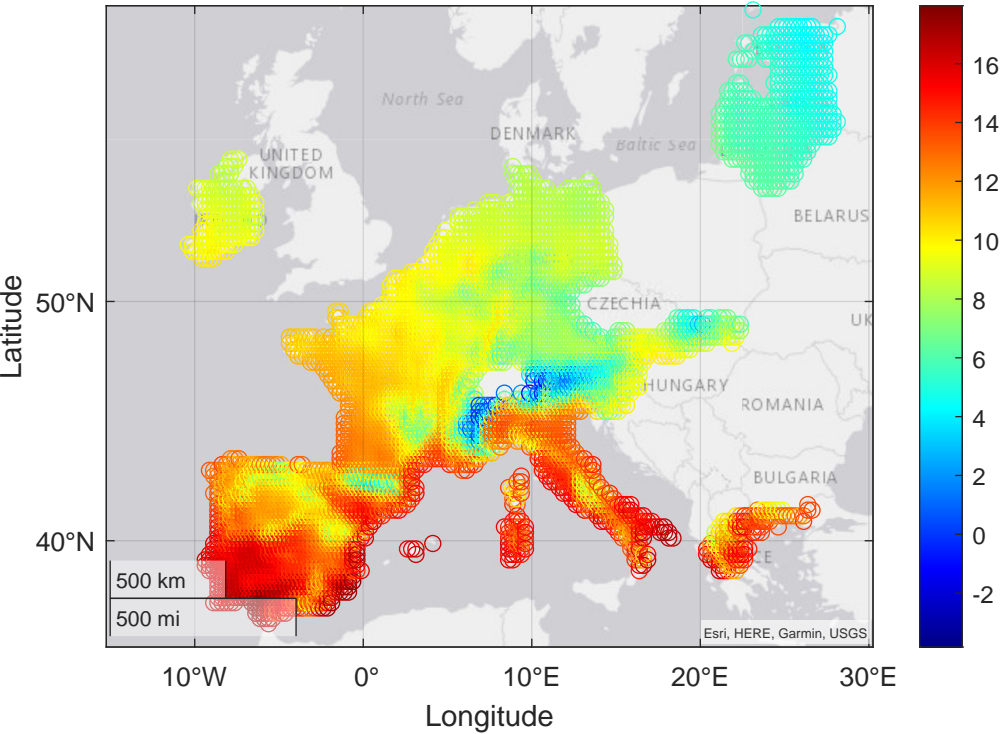 North Sea
DENMARK
Baltic Sea
UNITED
KINGDOM
BELARUS
CZECHIA
UK
HUNGARY
ROMANIA
BULGARIA
CE
500 km
500 mi
Esri, HERE, Garmin, USGS
50°N
40°N
Latitude
10°W
0°
10°E
20°E
30°E
Longitude
16
14
12
10
8
6
4
2
0
-2